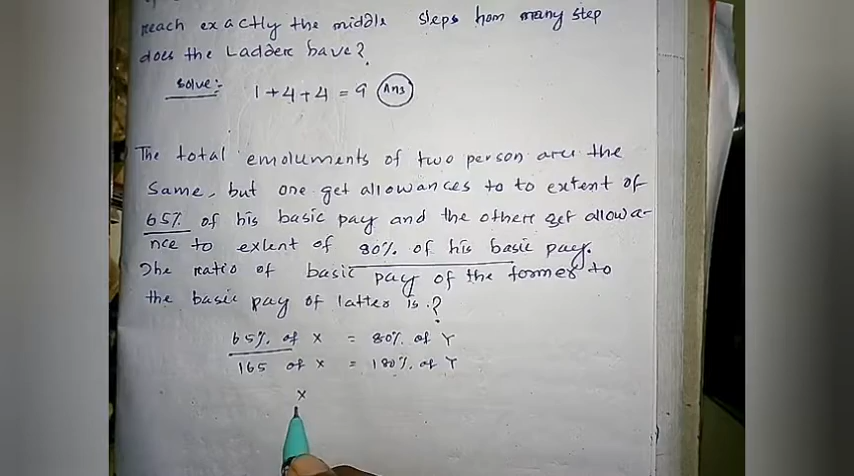 reach exactly the middle steps hom many step
does the Ladder have?
Solve:-
1+4+4 = 9 Ans
The total emoluments of two person are the
same, but one get allowances to to extent of
65% of his basic pay and the others get allowa-
nce to extent of 80% of his basic pay.
The ratio of basic pay of the former to
the basic pay of latter is.?
65% of X = 80% of Y
165 of X = 180% of Y
X